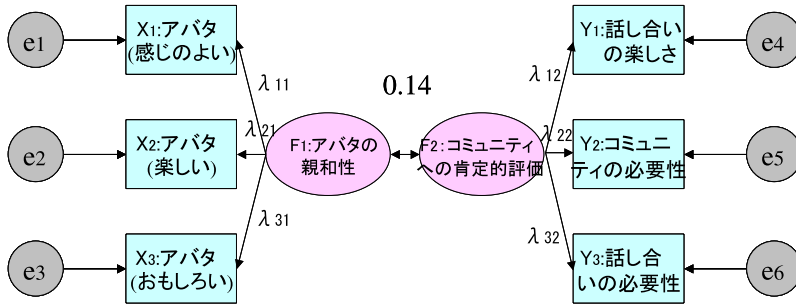 e1
X1:アバタ
(感じのよい)
λ11
0.14
λ12
Y1:話し合い
の楽しさ
e4
e2
X2:アバタ
(楽しい)
λ21
F1:アバタの
親和性
F2:コミュニティ
への肯定的評価
λ22
Y2:コミュニ
ティの必要性
e5
e3
X3:アバタ
(おもしろい)
λ31
λ32
Y3:話し合
いの必要性
e6